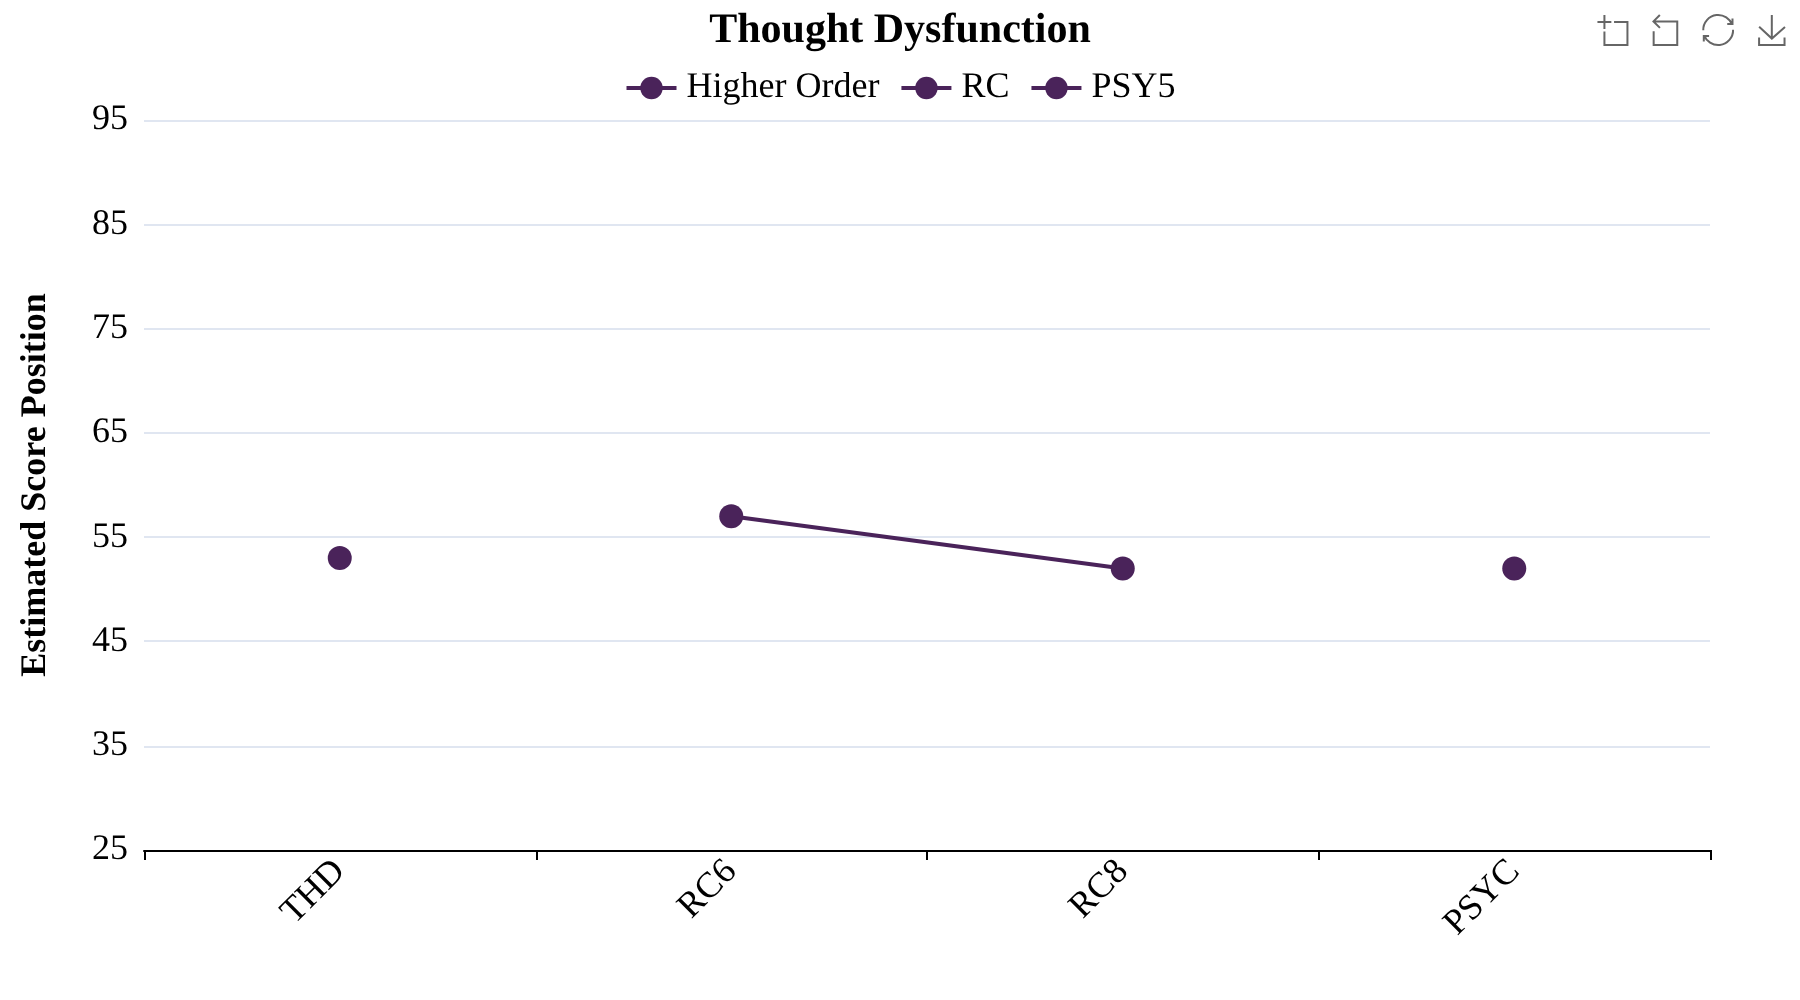 Thought Dysfunction
Higher Order RC PSY5
Estimated Score Position
95
85
75
65
55
45
35
25
THD RC6 RC8 PSYC